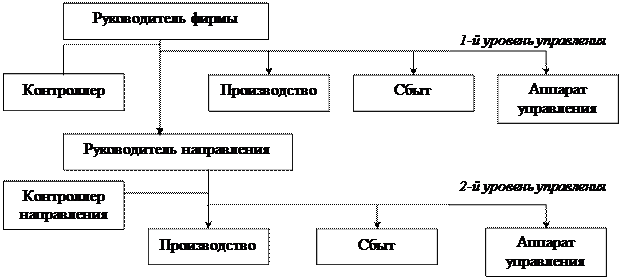 Руководитель фирмы
1-й уровень управления
Контроллер
Производство
Сбыт
Аппарат
управления
Руководитель направления
Контроллер
направления
2-й уровень управления
Производство
Сбыт
Аппарат
управления